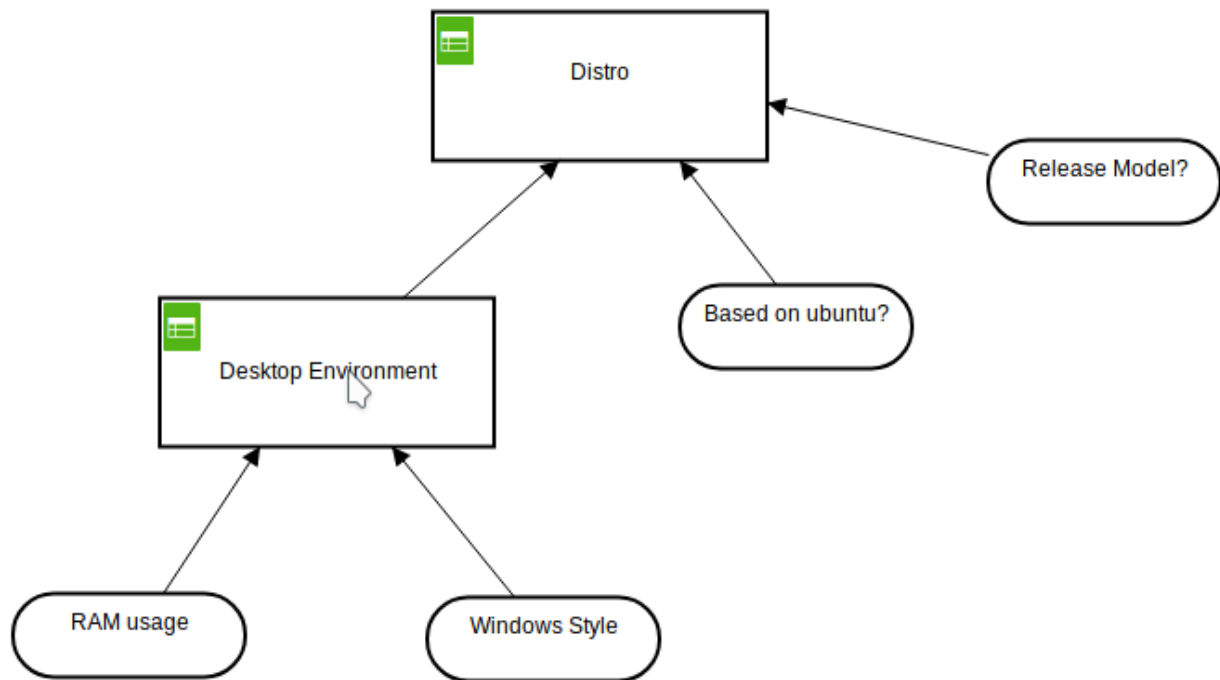 Distro
Release Model?
Based on ubuntu?
Desktop Environment
RAM usage
Windows Style